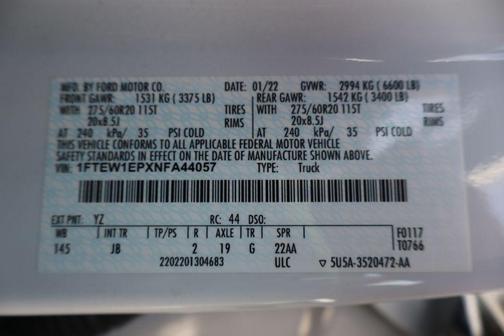 MFD. BY FORD MOTOR CO. DATE: 01/22 GVWR: 2994 KG (6600 LB)
FRONT GAWR: 1531 KG (3375 LB) REAR GAWR: 1542 KG (3400 LB)
WITH 275/60R20 115T TIRES WITH 275/60R20 115T TIRES
20x8.5J RIMS 20x8.5J RIMS
AT 240 kPa/ 35 PSI COLD AT 240 kPa/ 35 PSI COLD
THIS VEHICLE CONFORMS TO ALL APPLICABLE FEDERAL MOTOR VEHICLE
SAFETY STANDARDS IN EFFECT ON THE DATE OF MANUFACTURE SHOWN ABOVE.
VIN: 1FTEW1EPXNFA44057 TYPE: Truck
EXT PNT: YZ RC: 44 DSO:
WB INT TR TP/PS R AXLE TR SPR F0117
145 JB 2 19 G 22AA T0766
2202201304683 ULC ▽ 5U5A-3520472-AA